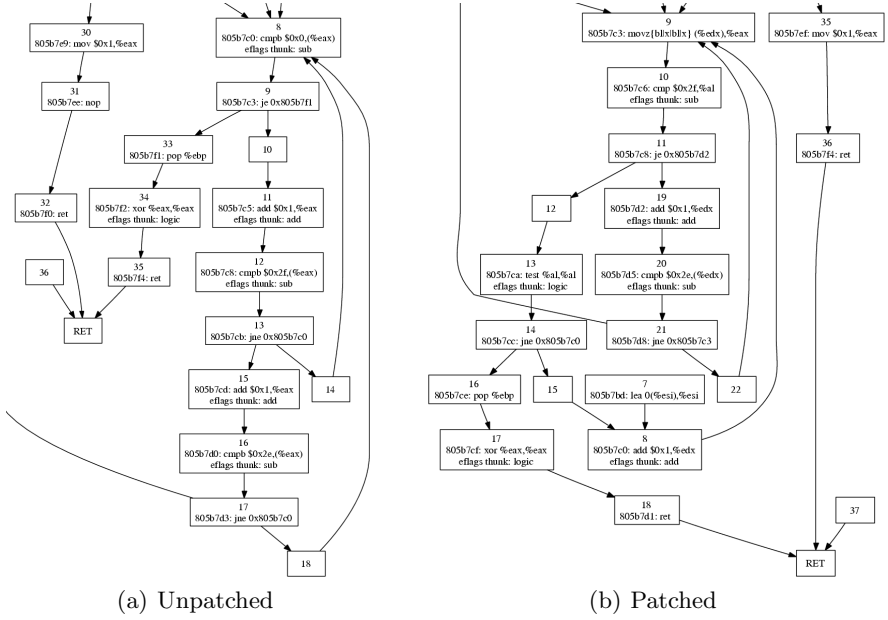 30
805b7e9: mov $0x1,%eax
31
805b7ee: nop
32
805b7f0: ret
36
RET
33
805b7f1: pop %ebp
34
805b7f2: xor %eax,%eax
eflags thunk: logic
35
805b7f4: ret
8
805b7c0: cmpb $0x0,(%eax)
eflags thunk: sub
9
805b7c3: je 0x805b7f1
10
11
805b7c5: add $0x1,%eax
eflags thunk: add
12
805b7c8: cmpb $0x2f,(%eax)
eflags thunk: sub
13
805b7cb: jne 0x805b7c0
14
15
805b7cd: add $0x1,%eax
eflags thunk: add
16
805b7d0: cmpb $0x2e,(%eax)
eflags thunk: sub
17
805b7d3: jne 0x805b7c0
18
(a) Unpatched
9
805b7c3: movz{bl|x|bl|x} (%edx),%eax
10
805b7c6: cmp $0x2f,%al
eflags thunk: sub
11
805b7c8: je 0x805b7d2
12
13
805b7ca: test %al,%al
eflags thunk: logic
14
805b7cc: jne 0x805b7c0
16
805b7ce: pop %ebp
15
17
805b7cf: xor %eax,%eax
eflags thunk: logic
18
805b7d1: ret
19
805b7d2: add $0x1,%edx
eflags thunk: add
20
805b7d5: cmpb $0x2e,(%edx)
eflags thunk: sub
21
805b7d8: jne 0x805b7c3
22
7
805b7bd: lea 0(%esi),%esi
8
805b7c0: add $0x1,%edx
eflags thunk: add
35
805b7ef: mov $0x1,%eax
36
805b7f4: ret
37
RET
(b) Patched